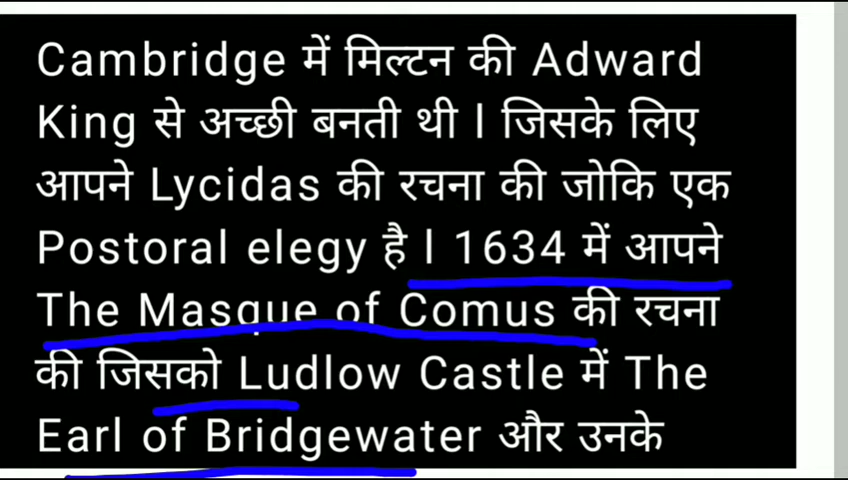 Cambridge में मिल्टन की Adward
King से अच्छी बनती थी l जिसके लिए
आपने Lycidas की रचना की जोकि एक
Postoral elegy है l 1634 में आपने
The Masque of Comus की रचना
की जिसको Ludlow Castle में The
Earl of Bridgewater और उनके